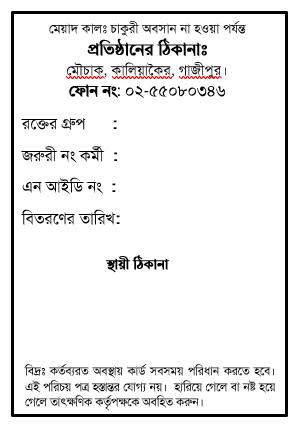 মেয়াদ কালঃ চাকুরী অবসান না হওয়া পর্যন্ত
প্রতিষ্ঠানের ঠিকানাঃ
মৌচাক, কালিয়াকৈর, গাজীপুর।
ফোন নং: ০২-৫৫০৮০৩৪৬
রক্তের গ্রুপ :
জরুরী নং কর্মী :
এন আইডি নং :
বিতরণের তারিখ:
স্থায়ী ঠিকানা
বিদ্রঃ কর্তব্যরত অবস্থায় কার্ড সবসময় পরিধান করতে হবে।
এই পরিচয় পত্র হস্তান্তর যোগ্য নয়। হারিয়ে গেলে বা নষ্ট হয়ে
গেলে তাৎক্ষণিক কর্তৃপক্ষকে অবহিত করুন।